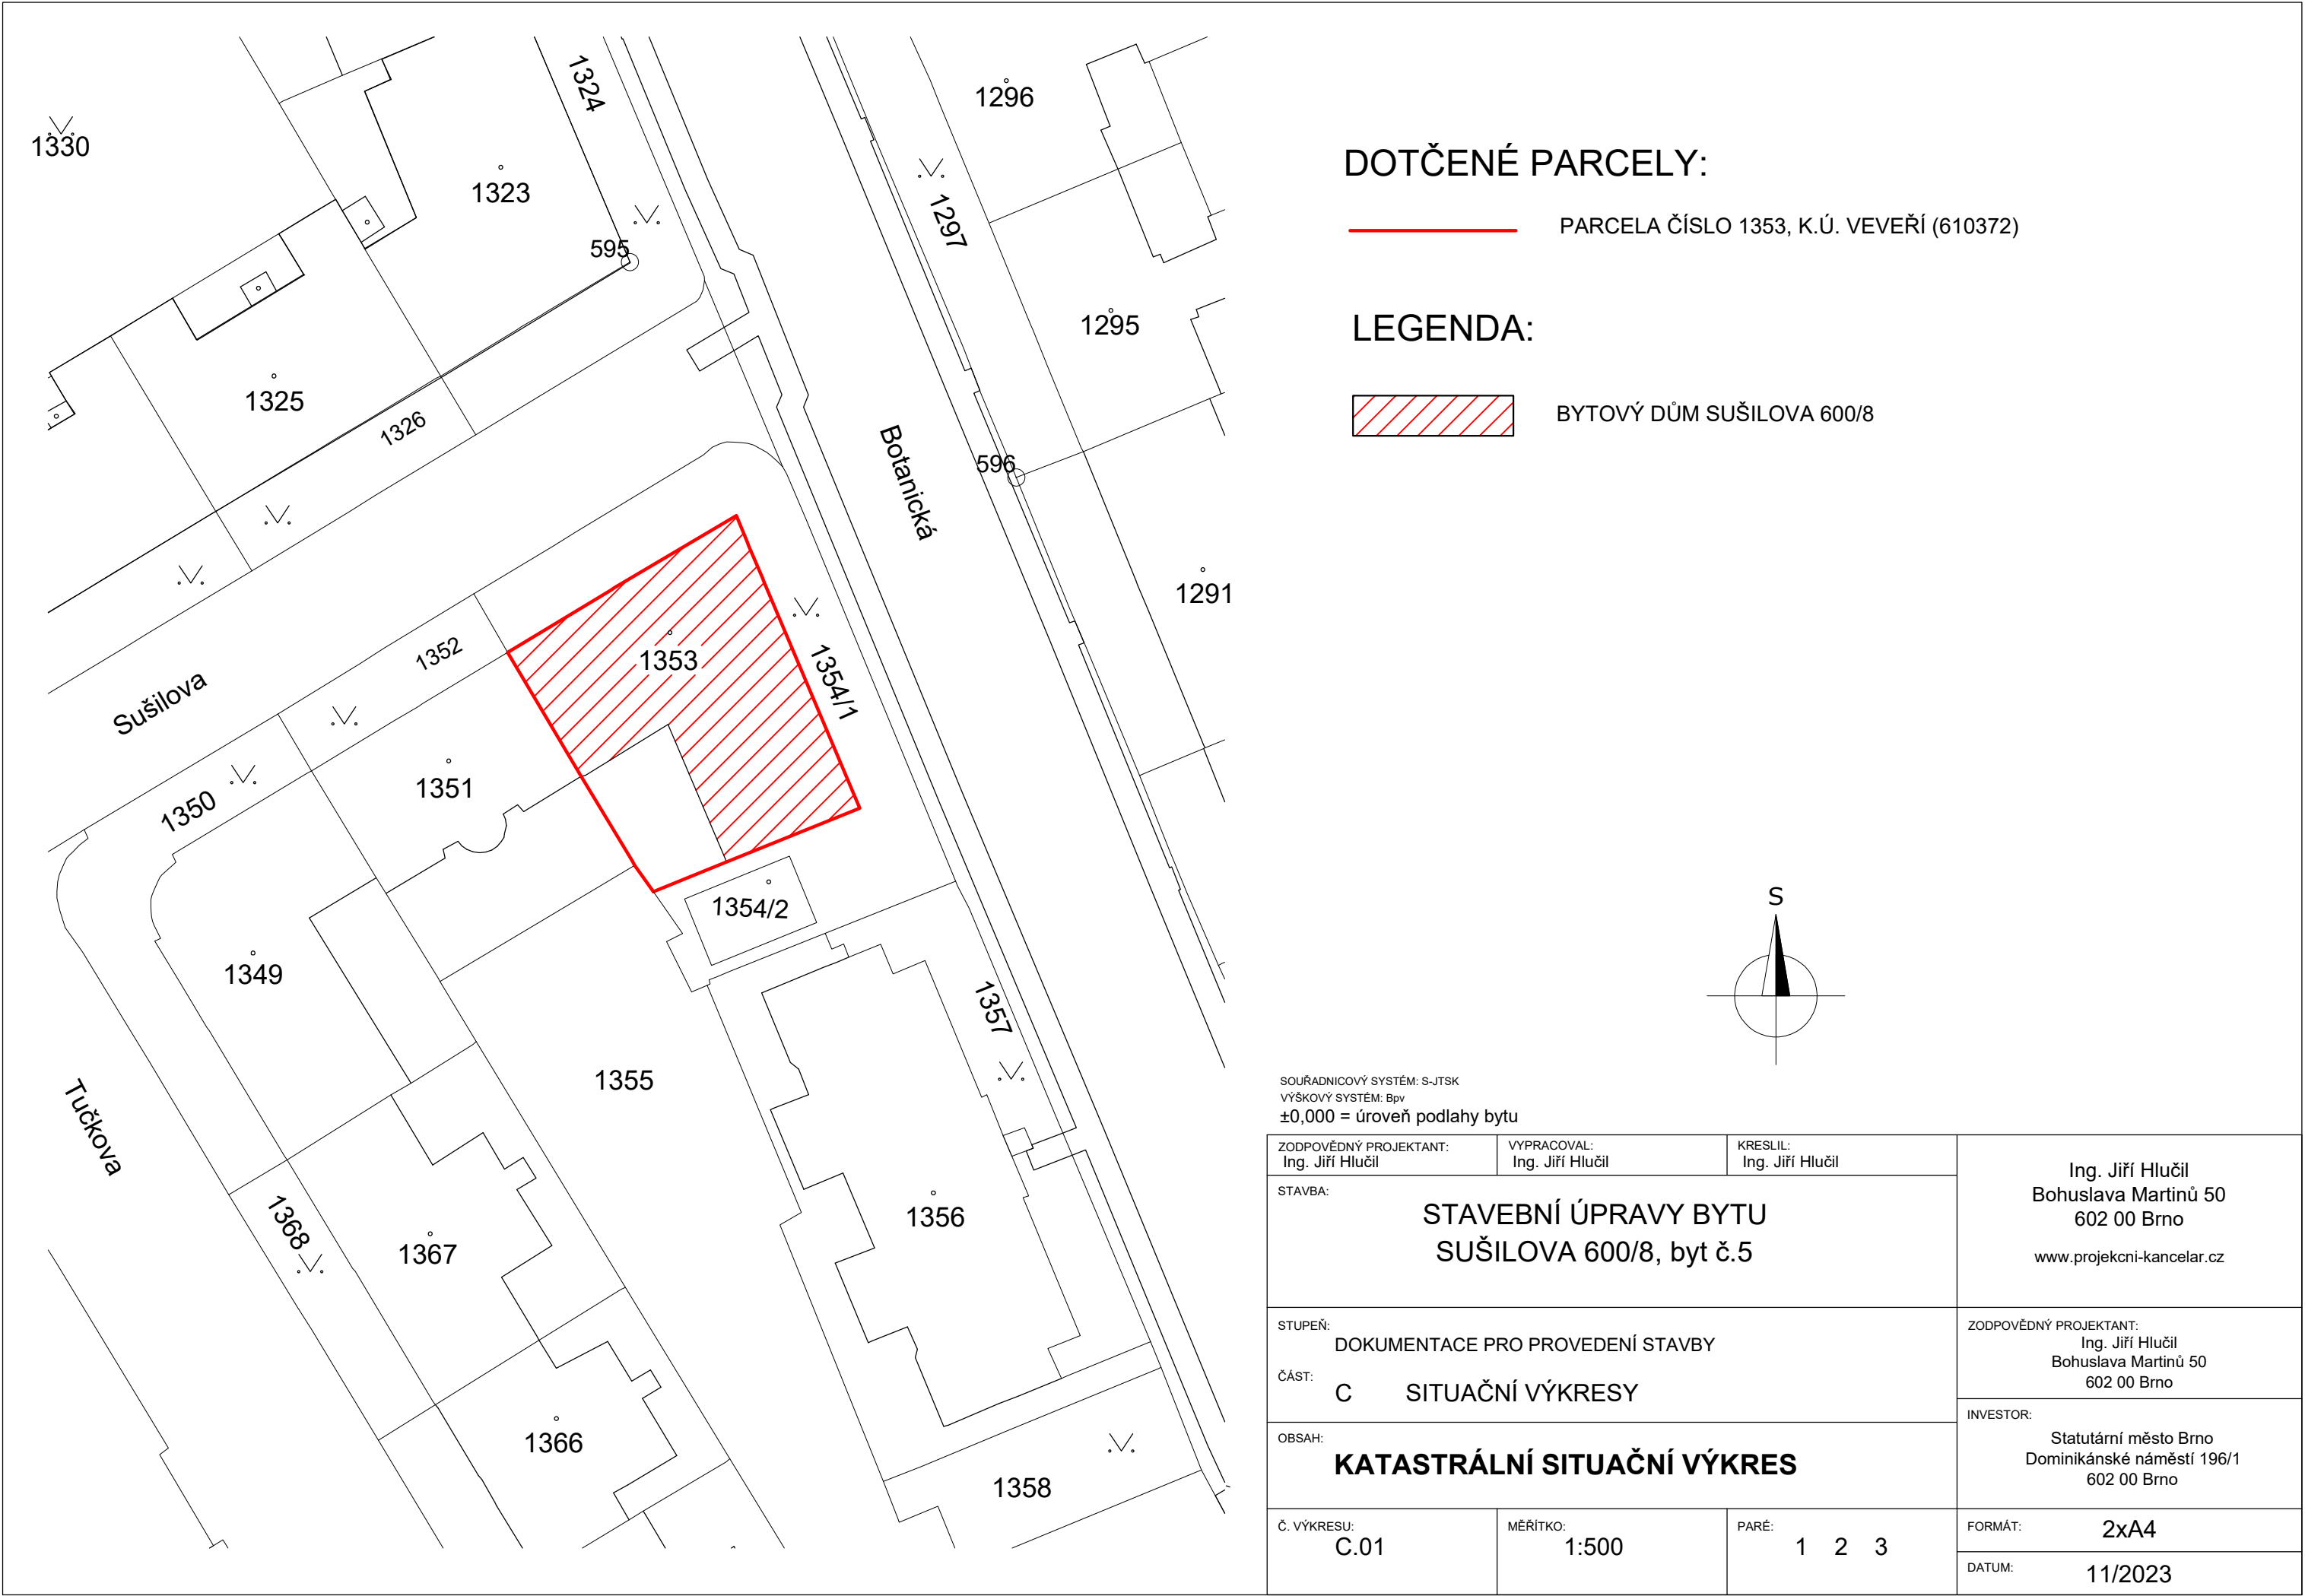 1330
1323
1324
595
1325
1326
1296
1297
1295
596
1291
Botanická
Sušilova
1352
1353
1354/1
1350
1351
1354/2
1349
1355
1357
Tučkova
1368
1367
1356
1366
1358
DOTČENÉ PARCELY:
PARCELA ČÍSLO 1353, K.Ú. VEVEŘÍ (610372)
LEGENDA:
BYTOVÝ DŮM SUŠILOVA 600/8
S
SOUŘADNICOVÝ SYSTÉM: S-JTSK
VÝŠKOVÝ SYSTÉM: Bpv
±0,000 = úroveň podlahy bytu
ZODPOVĚDNÝ PROJEKTANT:
Ing. Jiří Hlučil
VYPRACOVAL:
Ing. Jiří Hlučil
KRESLIL:
Ing. Jiří Hlučil
Ing. Jiří Hlučil
Bohuslava Martinů 50
602 00 Brno
www.projekcni-kancelar.cz
STAVBA:
STAVEBNÍ ÚPRAVY BYTU
SUŠILOVA 600/8, byt č.5
STUPEŇ:
DOKUMENTACE PRO PROVEDENÍ STAVBY
ČÁST:
C SITUAČNÍ VÝKRESY
ZODPOVĚDNÝ PROJEKTANT:
Ing. Jiří Hlučil
Bohuslava Martinů 50
602 00 Brno
OBSAH:
KATASTRÁLNÍ SITUAČNÍ VÝKRES
INVESTOR:
Statutární město Brno
Dominikánské náměstí 196/1
602 00 Brno
Č. VÝKRESU:
C.01
MĚŘÍTKO:
1:500
PARÉ:
1 2 3
FORMÁT:
2xA4
DATUM:
11/2023